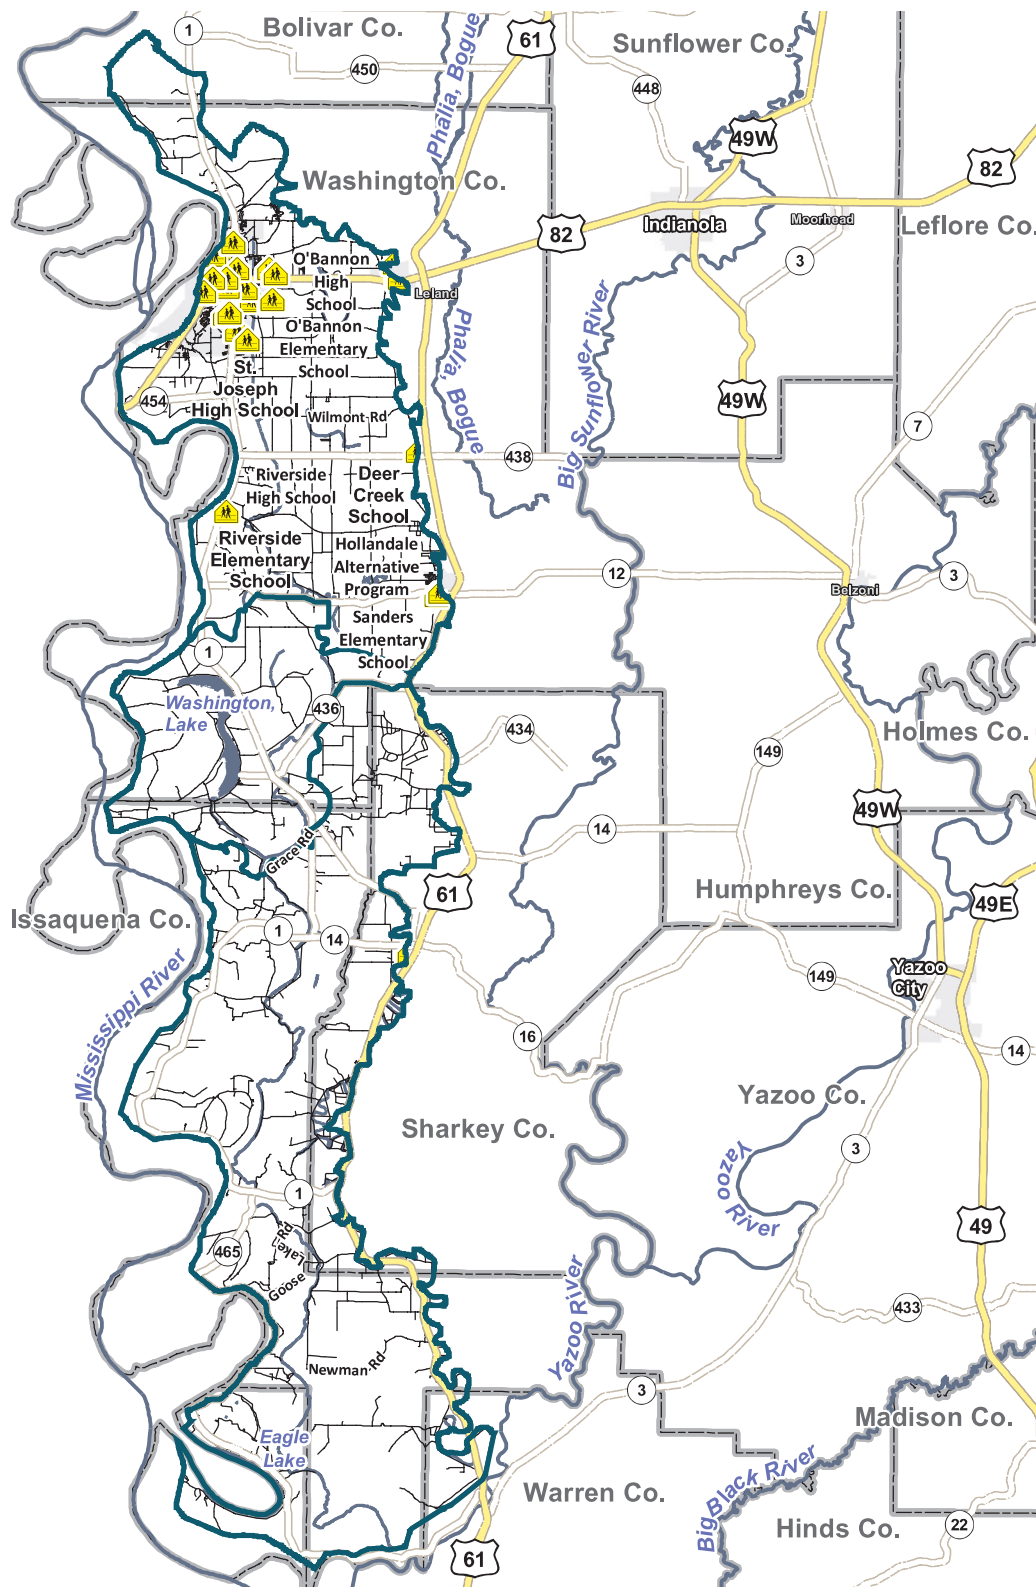 Bolivar Co.
1
61
Sunflower Co.
450
448
Phalia, Bogue
49W
82
Washington Co.
Leflore Co.
82
Indianola
Moorhead
3
O'Bannon
High
School
Leland
O'Bannon
Elementary
School
Phalia, Bogue
Big Sunflower River
St.
Joseph
High School
454
Wilmont Rd
49W
7
438
Riverside
High School
Deer
Creek
School
Riverside
Elementary
School
Hollandale
Alternative
Program
12
3
Belzoni
Sanders
Elementary
School
1
Washington,
Lake
436
434
149
Holmes Co.
49W
14
Grace Rd
Humphreys Co.
61
49E
Issaquena Co.
1
14
Yazoo
City
149
Mississippi River
16
14
Yazoo Co.
Sharkey Co.
3
Yazoo
River
1
49
465
Goose Lake Rd
Yazoo River
433
Newman Rd
3
Madison Co.
Eagle
Lake
Big Black River
Warren Co.
Hinds Co.
22
61